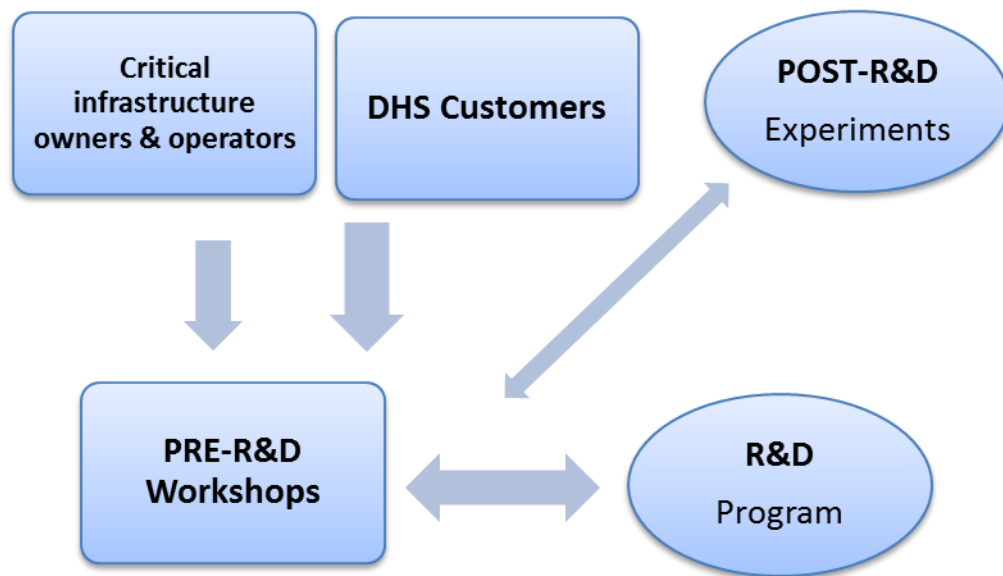 Critical
infrastructure
owners & operators
DHS Customers
POST-R&D
Experiments
PRE-R&D
Workshops
R&D
Program